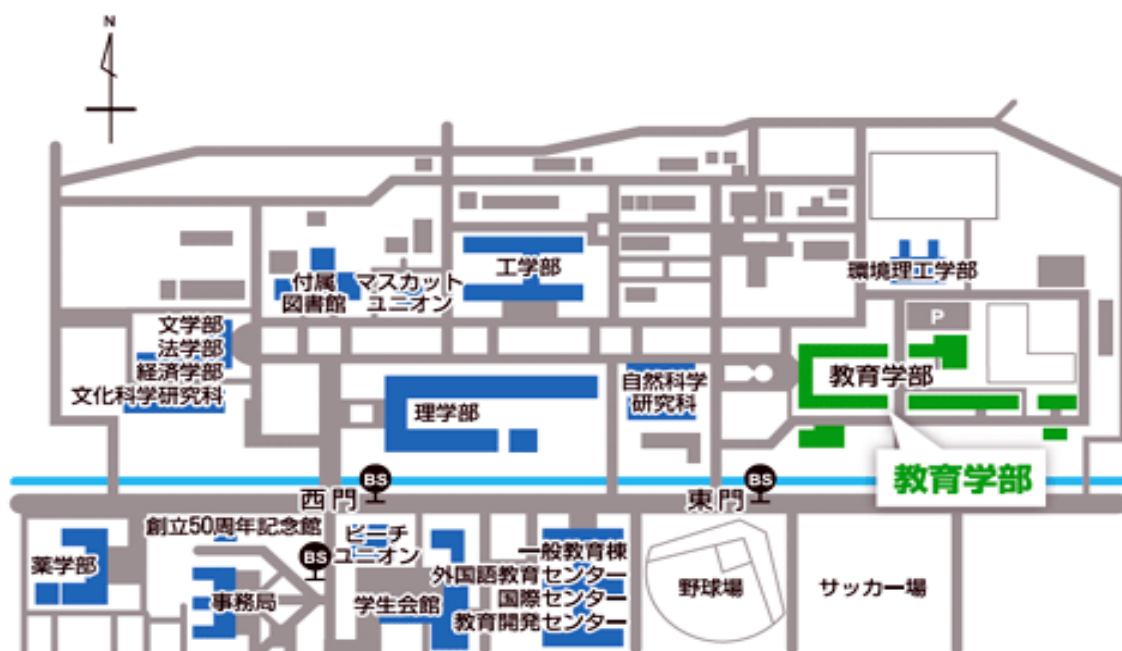 N
工学部
環境理工学部
付属
図書館
マスカット
ユニオン
P
文学部
法学部
経済学部
文化科学研究科
理学部
自然科学
研究科
教育学部
教育学部
西門
BS
東門
BS
創立50周年記念館
BS
ピーチ
ユニオン
薬学部
事務局
学生会館
一般教育棟
外国語教育センター
国際センター
教育開発センター
野球場
サッカー場